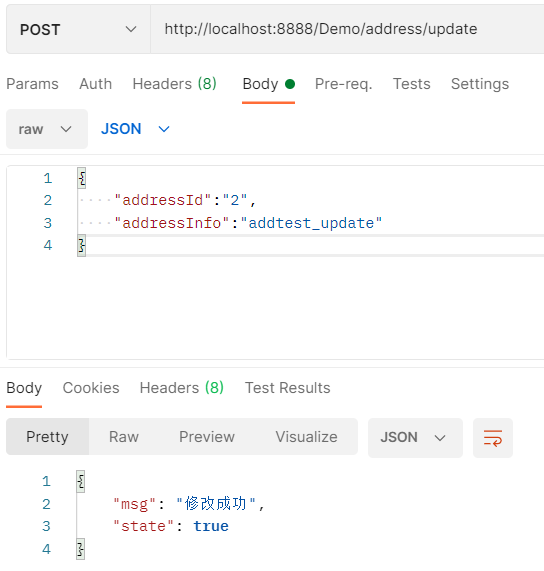 POST http://localhost:8888/Demo/address/update
Params Auth Headers (8) Body Pre-req. Tests Settings
raw JSON
1 {
2 ····"addressId":"2",
3 ····"addressInfo":"addtest_update"
4 }
Body Cookies Headers (8) Test Results
Pretty Raw Preview Visualize JSON
1 {
2 "msg": "修改成功",
3 "state": true
4 }